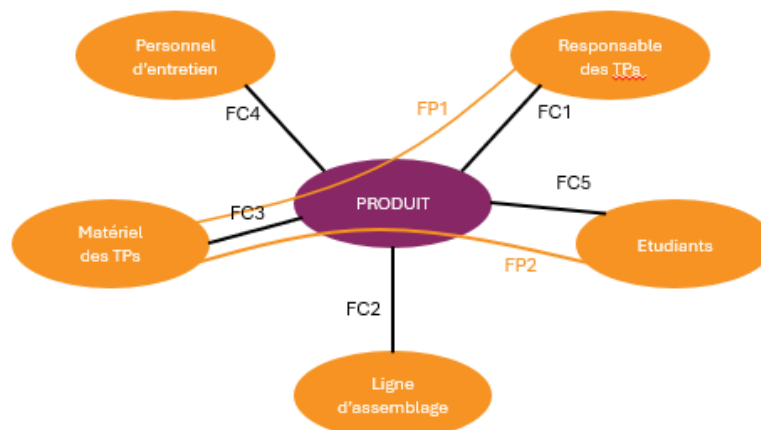 Personnel
d'entretien
Responsable
des TPs
FC4
FP1
FC1
PRODUIT
FC5
FC3
Matériel
des TPs
Etudiants
FP2
FC2
Ligne
d'assemblage